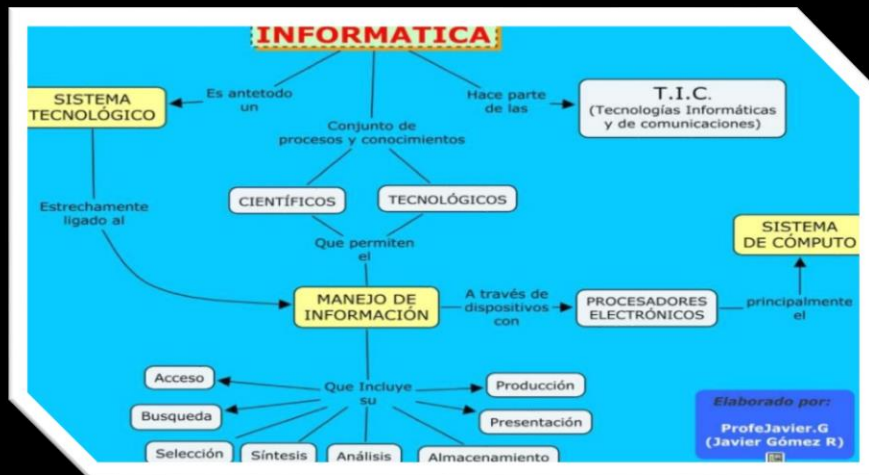 INFORMATICA
SISTEMA
TECNOLÓGICO
Es antetodo
un
Hace parte
de las
T.I.C.
(Tecnologías Informáticas
y de comunicaciones)
Conjunto de
procesos y conocimientos
CIENTÍFICOS
TECNOLÓGICOS
Estrechamente
ligado al
Que permiten
el
SISTEMA
DE CÓMPUTO
MANEJO DE
INFORMACIÓN
A través de
dispositivos
con
PROCESADORES
ELECTRÓNICOS
principalmente
el
Acceso
Que Incluye
su
Producción
Busqueda
Presentación
Selección
Síntesis
Análisis
Almacenamiento
Elaborado por:
ProfeJavier.G
(Javier Gómez R)